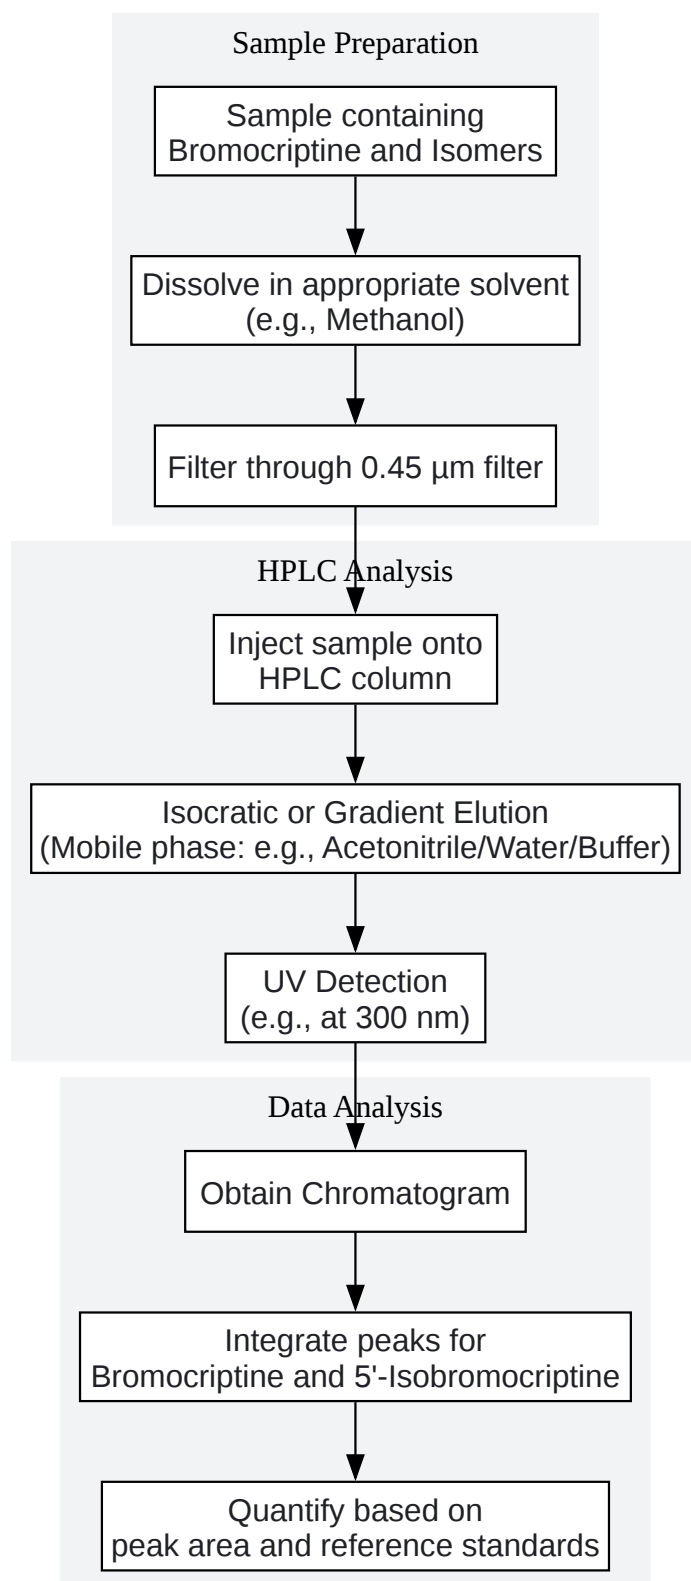 Sample Preparation
Sample containing
Bromocriptine and Isomers
Dissolve in appropriate solvent
(e.g., Methanol)
Filter through 0.45 µm filter
HPLC Analysis
Inject sample onto
HPLC column
Isocratic or Gradient Elution
(Mobile phase: e.g., Acetonitrile/Water/Buffer)
UV Detection
(e.g., at 300 nm)
Data Analysis
Obtain Chromatogram
Integrate peaks for
Bromocriptine and 5'-Isobromocriptine
Quantify based on
peak area and reference standards